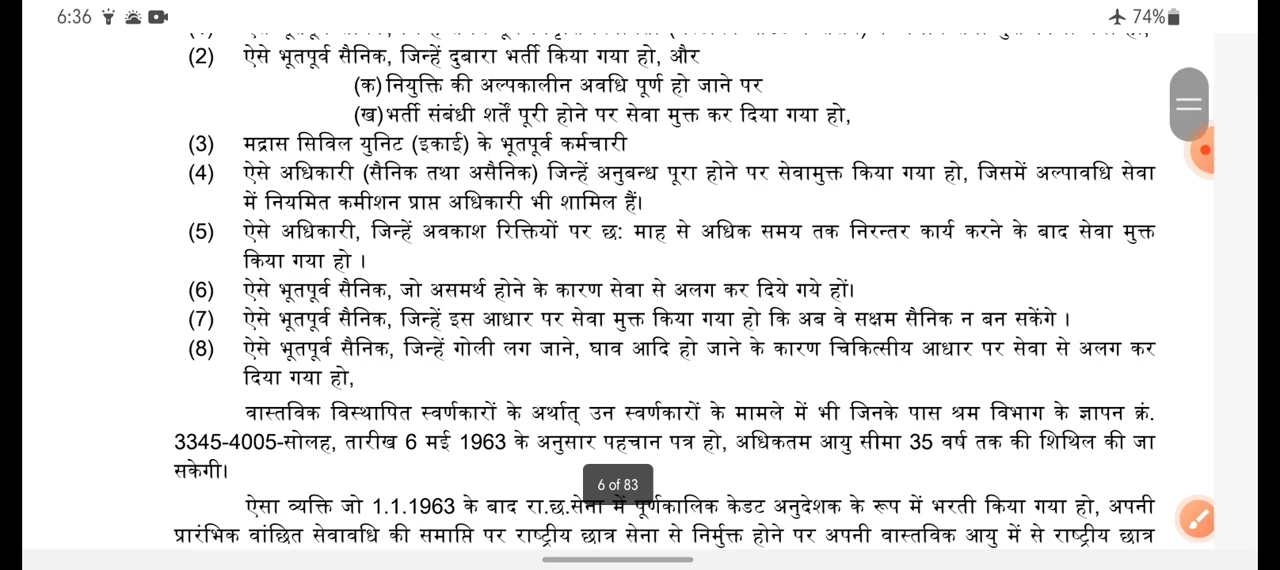 6:36
74%
(2) ऐसे भूतपूर्व सैनिक, जिन्हें दुबारा भर्ती किया गया हो, और
(क) नियुक्ति की अल्पकालीन अवधि पूर्ण हो जाने पर
(ख) भर्ती संबंधी शर्तें पूरी होने पर सेवा मुक्त कर दिया गया हो,
(3) मद्रास सिविल युनिट (इकाई) के भूतपूर्व कर्मचारी
(4) ऐसे अधिकारी (सैनिक तथा असैनिक) जिन्हें अनुबन्ध पूरा होने पर सेवामुक्त किया गया हो, जिसमें अल्पावधि सेवा
में नियमित कमीशन प्राप्त अधिकारी भी शामिल हैं।
(5) ऐसे अधिकारी, जिन्हें अवकाश रिक्तियों पर छ: माह से अधिक समय तक निरन्तर कार्य करने के बाद सेवा मुक्त
किया गया हो ।
(6) ऐसे भूतपूर्व सैनिक, जो असमर्थ होने के कारण सेवा से अलग कर दिये गये हों।
(7) ऐसे भूतपूर्व सैनिक, जिन्हें इस आधार पर सेवा मुक्त किया गया हो कि अब वे सक्षम सैनिक न बन सकेंगे ।
(8) ऐसे भूतपूर्व सैनिक, जिन्हें गोली लग जाने, घाव आदि हो जाने के कारण चिकित्सीय आधार पर सेवा से अलग कर
दिया गया हो,
वास्तविक विस्थापित स्वर्णकारों के अर्थात् उन स्वर्णकारों के मामले में भी जिनके पास श्रम विभाग के ज्ञापन क्रं.
3345-4005-सोलह, तारीख 6 मई 1963 के अनुसार पहचान पत्र हो, अधिकतम आयु सीमा 35 वर्ष तक की शिथिल की जा
सकेगी।
6 of 83
ऐसा व्यक्ति जो 1.1.1963 के बाद रा.छ.सेना में पूर्णकालिक केडट अनुदेशक के रूप में भरती किया गया हो, अपनी
प्रारंभिक वांछित सेवावधि की समाप्ति पर राष्ट्रीय छात्र सेना से निर्मुक्त होने पर अपनी वास्तविक आयु में से राष्ट्रीय छात्र